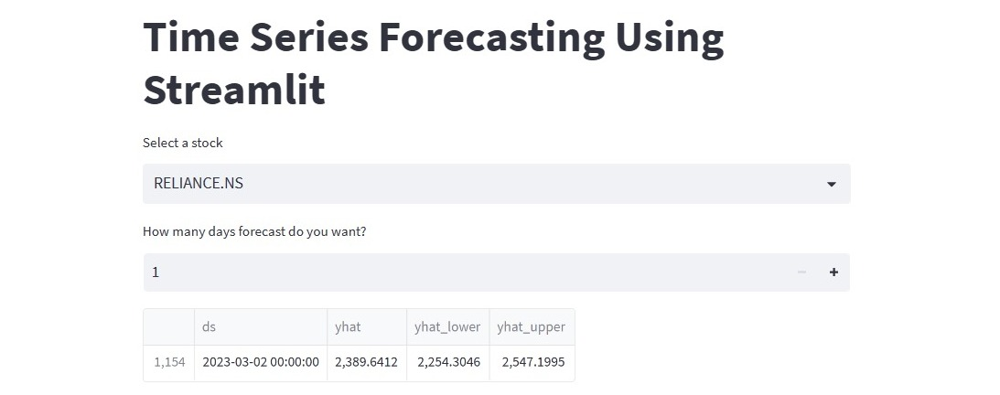 Time Series Forecasting Using
Streamlit
Select a stock
RELIANCE.NS
How many days forecast do you want?
1
ds yhat yhat_lower yhat_upper
1,154 2023-03-02 00:00:00 2,389.6412 2,254.3046 2,547.1995